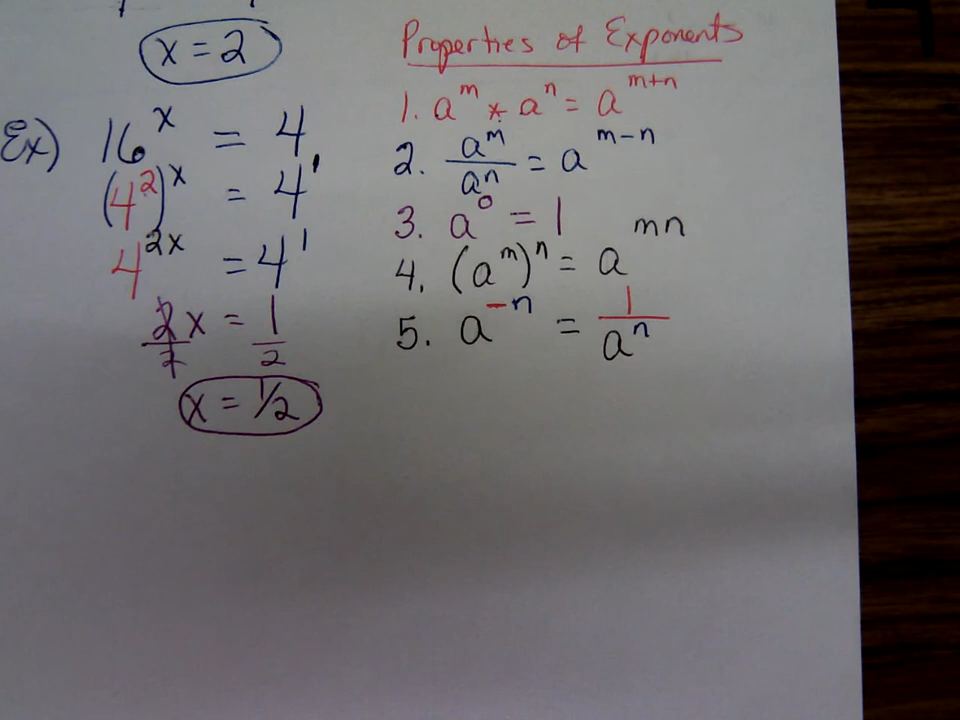 x = 2
Ex) 16^x = 4
(4^2)^x = 4^1
4^{2x} = 4^1
2x/2 = 1/2
x = 1/2
Properties of Exponents
1. a^m * a^n = a^{m+n}
2. a^m/a^n = a^{m-n}
3. a^0 = 1
4. (a^m)^n = a^{mn}
5. a^{-n} = 1/a^n